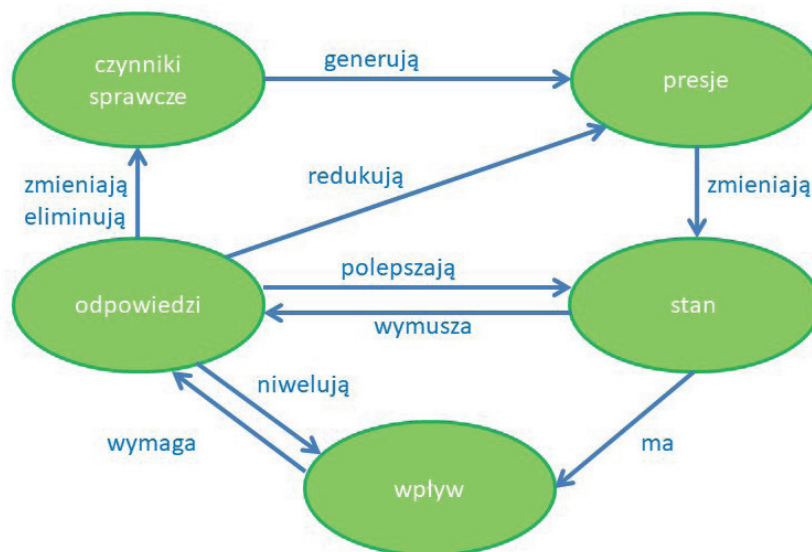 czynniki
sprawcze
generują
presje
zmieniają
eliminują
redukują
zmieniają
polepszają
odpowiedzi
stan
wymusza
niwelują
wymaga
ma
wpływ